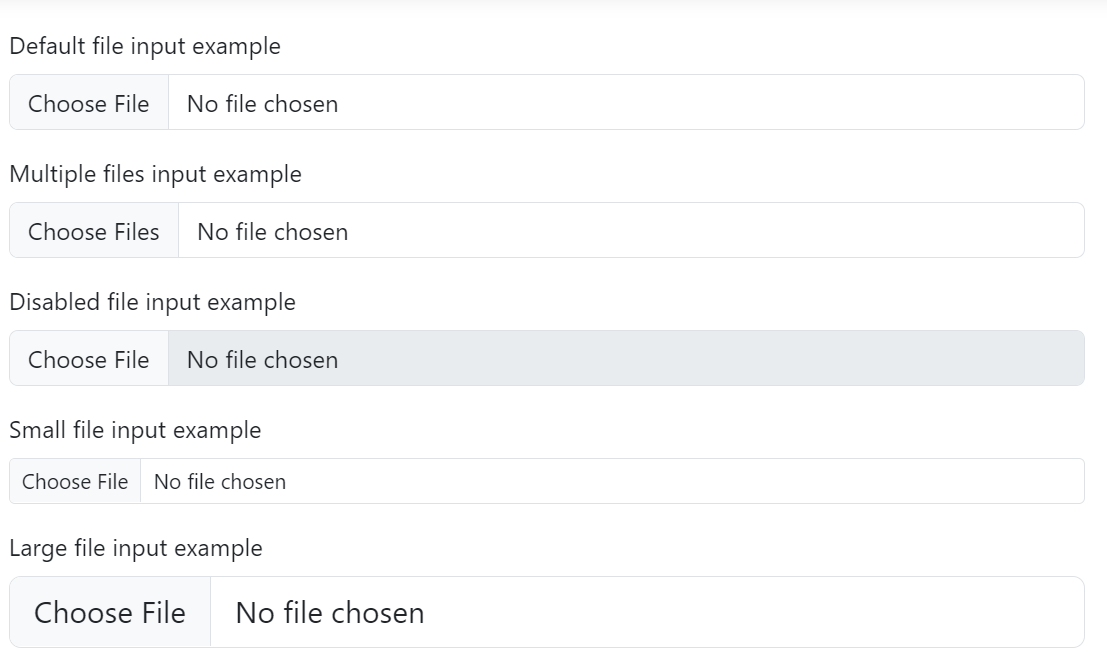 Default file input example
Choose File No file chosen
Multiple files input example
Choose Files No file chosen
Disabled file input example
Choose File No file chosen
Small file input example
Choose File No file chosen
Large file input example
Choose File No file chosen